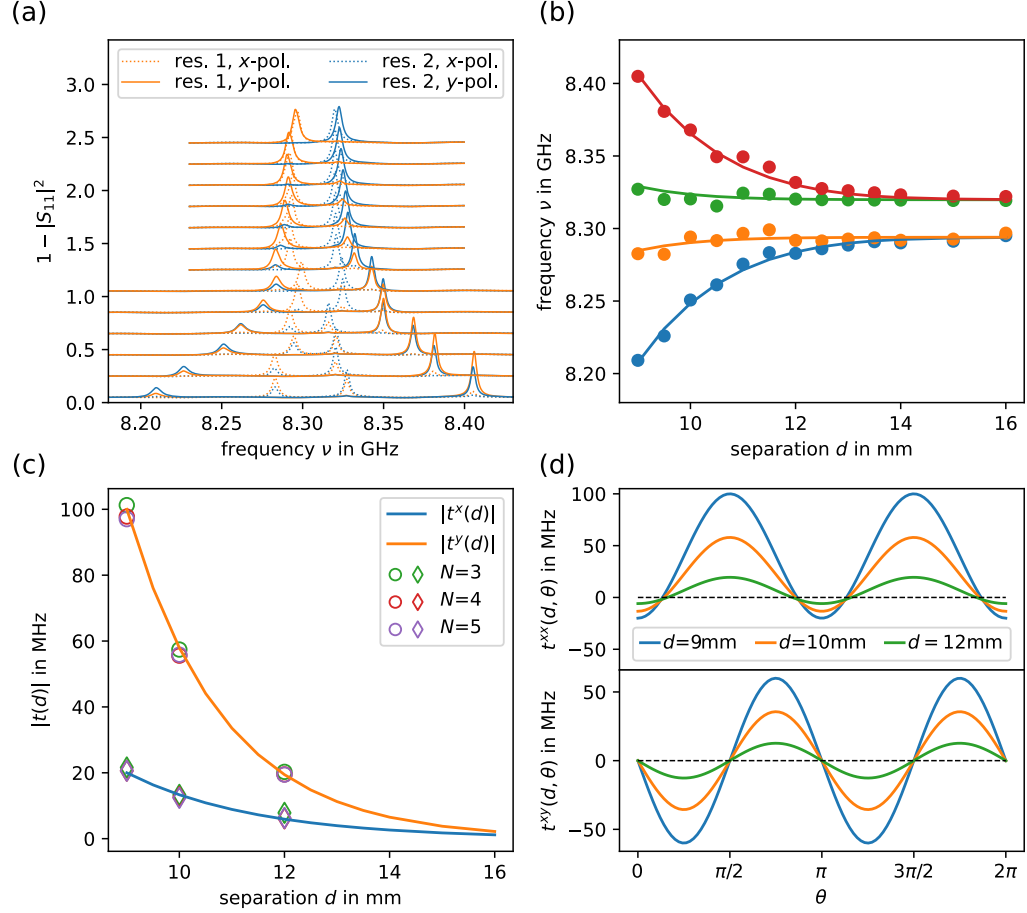 (a)
res. 1, x-pol.
res. 1, y-pol.
res. 2, x-pol.
res. 2, y-pol.
1 − |S₁₁|²
3.0
2.5
2.0
1.5
1.0
0.5
0.0
8.20 8.25 8.30 8.35 8.40
frequency ν in GHz
(b)
frequency ν in GHz
8.40
8.35
8.30
8.25
8.20
10 12 14 16
separation d in mm
(c)
|t(d)| in MHz
100
80
60
40
20
0
|tˣ(d)|
|tʸ(d)|
N=3
N=4
N=5
10 12 14 16
separation d in mm
(d)
tˣˣ(d, θ) in MHz
100
50
0
−50
d=9mm d=10mm d = 12mm
tˣʸ(d, θ) in MHz
50
0
−50
0 π/2 π 3π/2 2π
θ